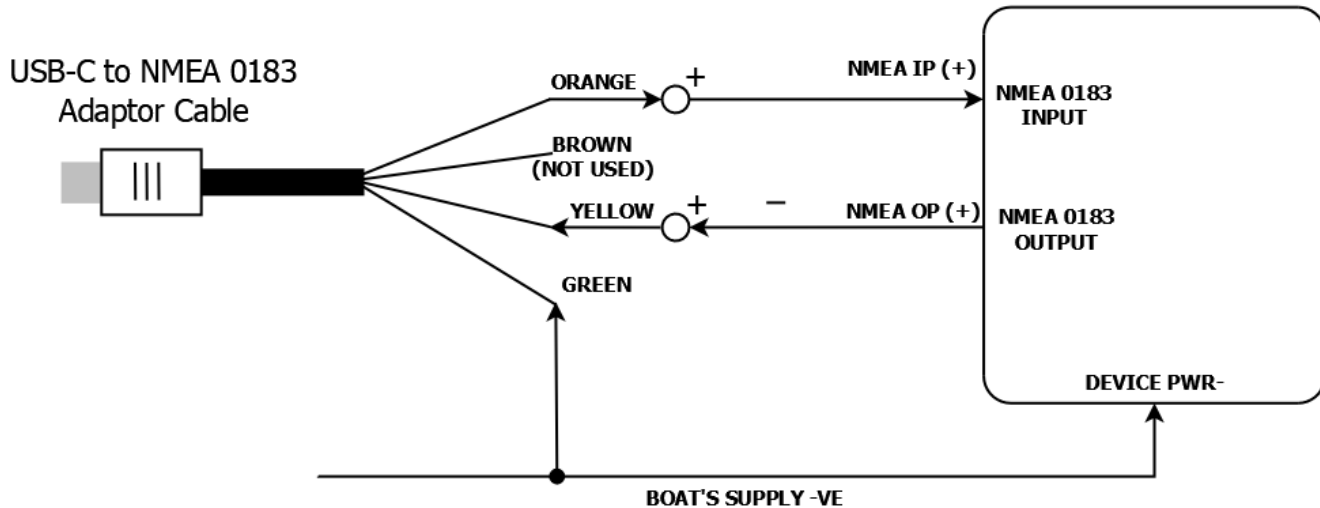 USB-C to NMEA 0183
Adaptor Cable
ORANGE
+
NMEA IP (+)
NMEA 0183
INPUT
BROWN
(NOT USED)
YELLOW
+
–
NMEA OP (+)
NMEA 0183
OUTPUT
GREEN
DEVICE PWR-
BOAT'S SUPPLY -VE